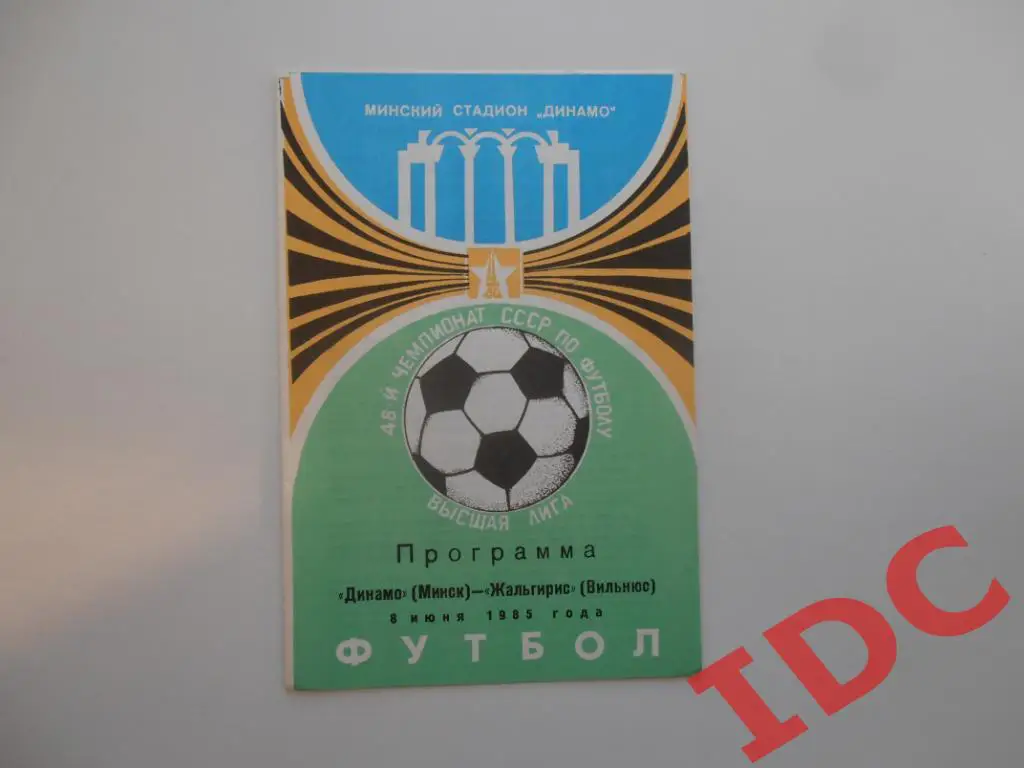 МИНСКИЙ СТАДИОН „ДИНАМО"
48-Й ЧЕМПИОНАТ СССР ПО ФУТБОЛУ
ВЫСШАЯ ЛИГА
Программа
«Динамо» (Минск)—«Жальгирис» (Вильнюс)
8 июня 1985 года
ФУТБОЛ
IDC